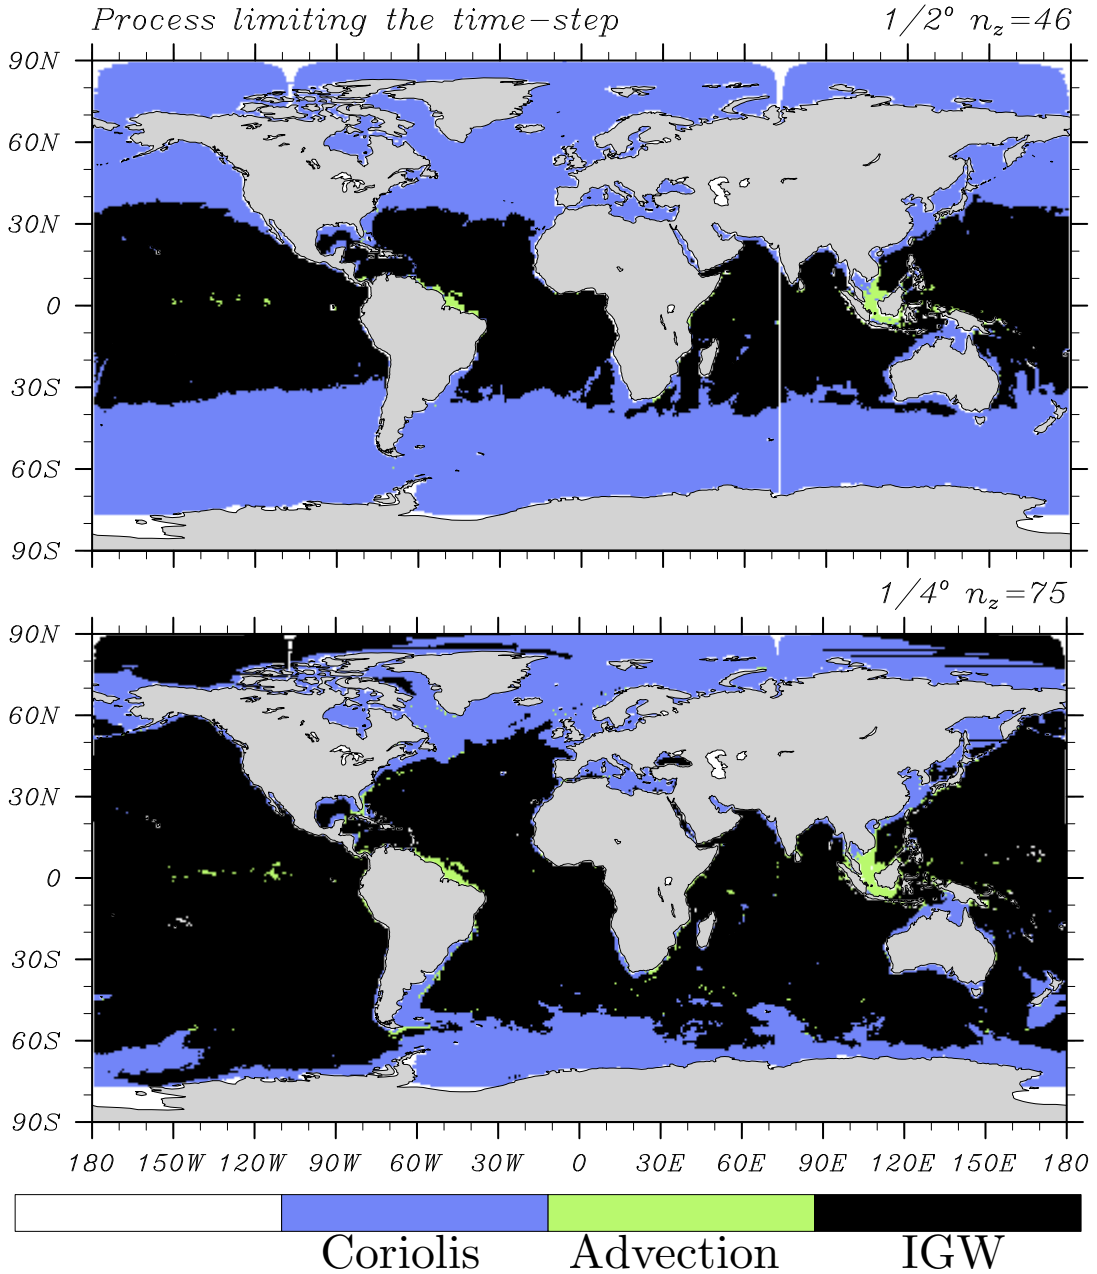 Process limiting the time-step 1/2° n_z=46
90N
60N
30N
0
30S
60S
90S
1/4° n_z=75
90N
60N
30N
0
30S
60S
90S
180 150W 120W 90W 60W 30W 0 30E 60E 90E 120E 150E 180
Coriolis Advection IGW